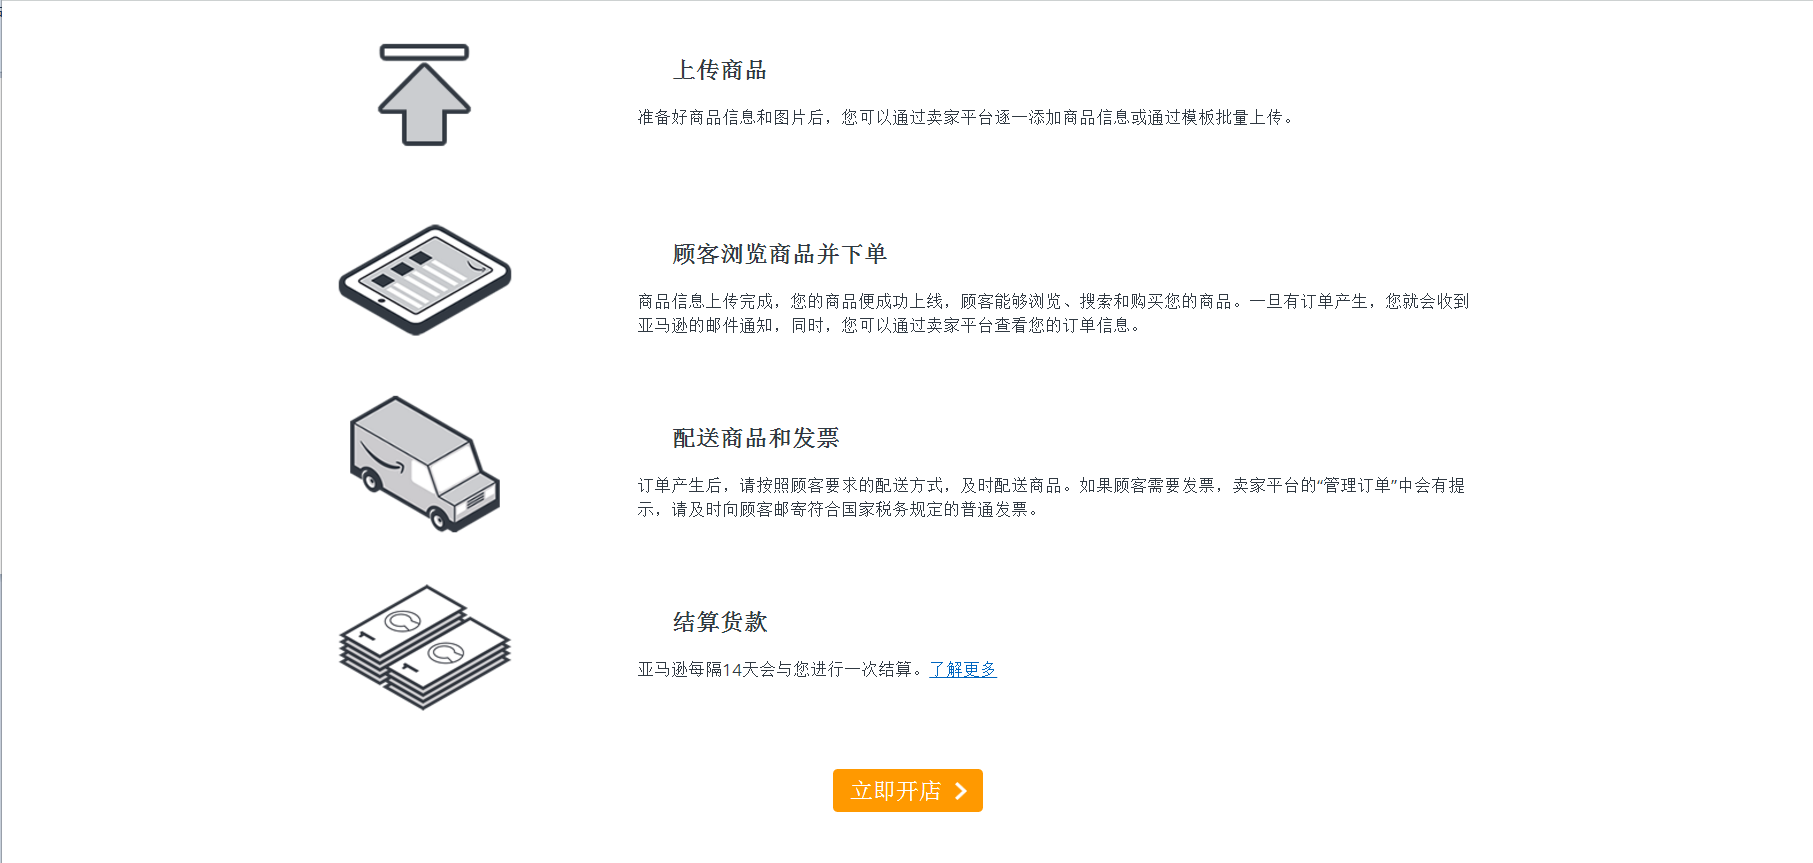 上传商品
准备好商品信息和图片后，您可以通过卖家平台逐一添加商品信息或通过模板批量上传。
顾客浏览商品并下单
商品信息上传完成，您的商品便成功上线，顾客能够浏览、搜索和购买您的商品。一旦有订单产生，您就会收到
亚马逊的邮件通知，同时，您可以通过卖家平台查看您的订单信息。
配送商品和发票
订单产生后，请按照顾客要求的配送方式，及时配送商品。如果顾客需要发票，卖家平台的“管理订单”中会有提
示，请及时向顾客邮寄符合国家税务规定的普通发票。
1
1
结算货款
亚马逊每隔14天会与您进行一次结算。了解更多
立即开店